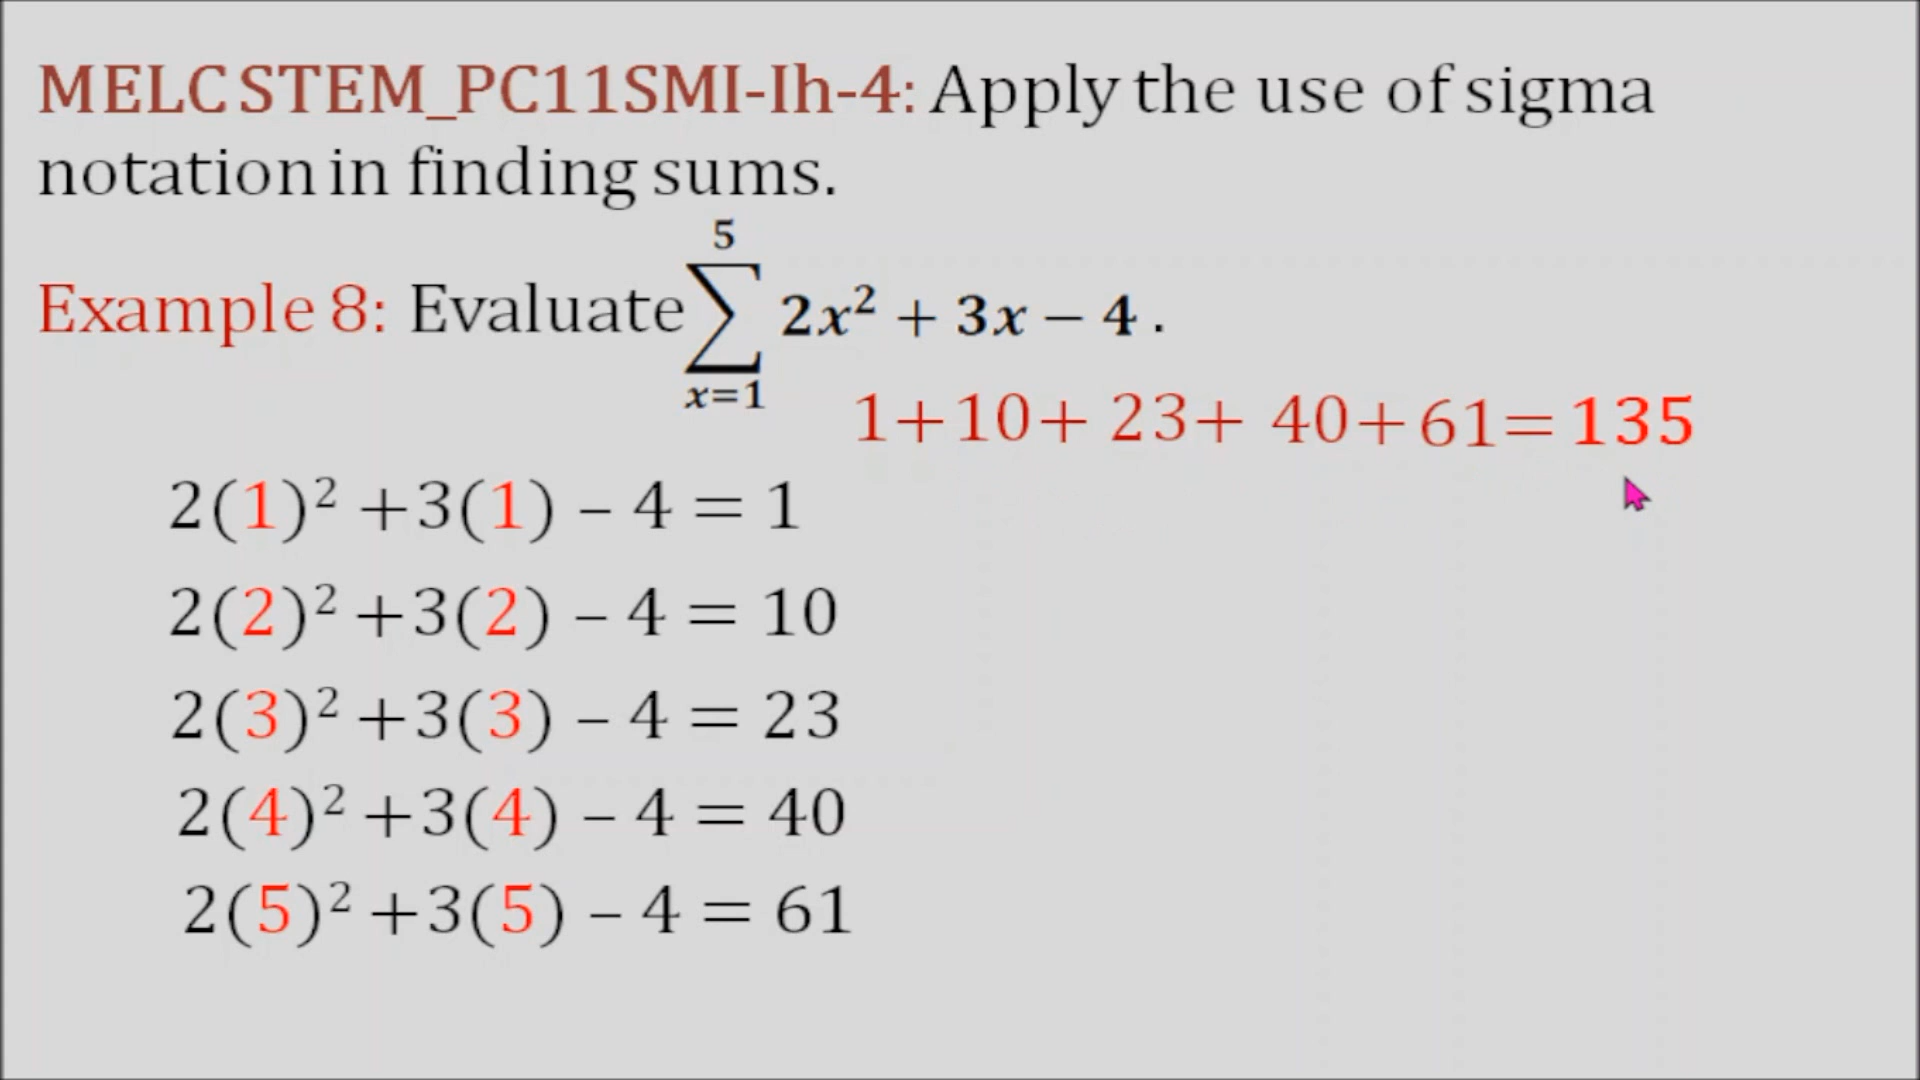 MELC STEM_PC11SMI-Ih-4: Apply the use of sigma
notation in finding sums.
5
Example 8: Evaluate ∑ 2x² + 3x − 4 .
x=1
1+10+ 23+ 40+61= 135
2(1)² +3(1) – 4 = 1
2(2)² +3(2) – 4 = 10
2(3)² +3(3) – 4 = 23
2(4)² +3(4) – 4 = 40
2(5)² +3(5) – 4 = 61